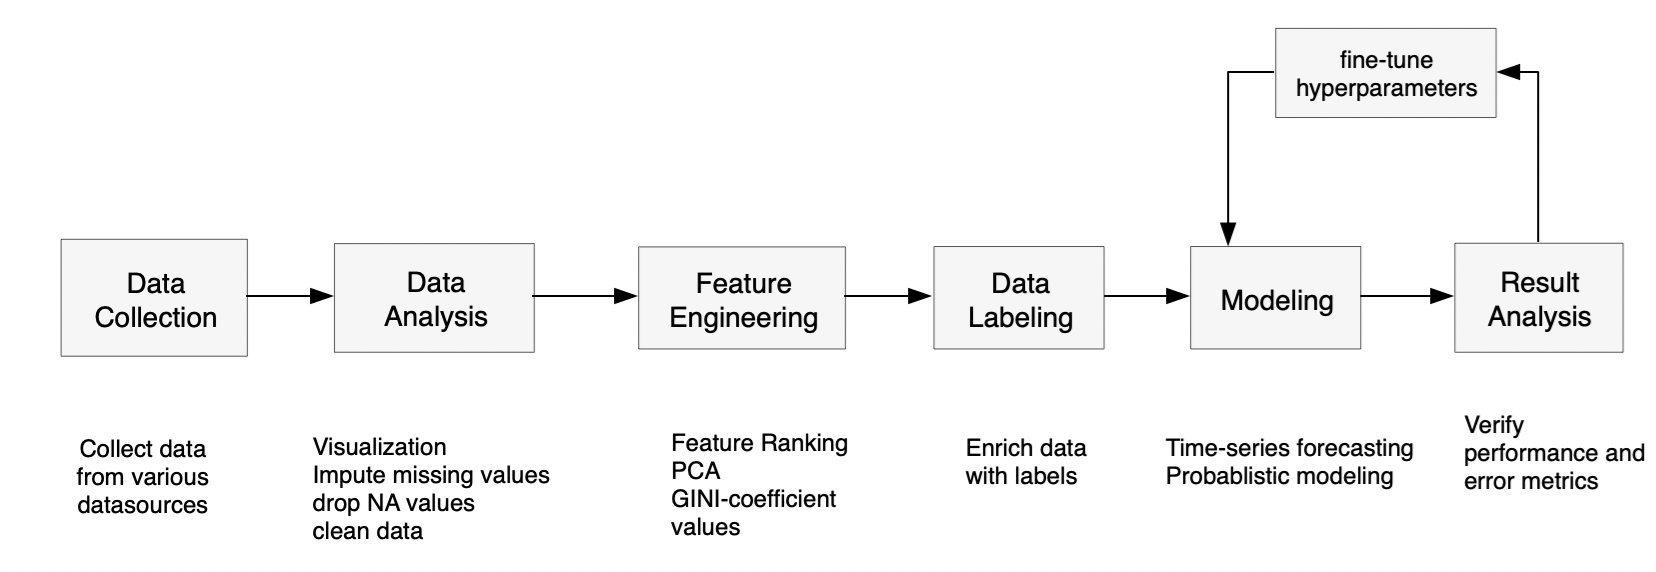 fine-tune
hyperparameters
Data
Collection
Data
Analysis
Feature
Engineering
Data
Labeling
Modeling
Result
Analysis
Collect data
from various
datasources
Visualization
Impute missing values
drop NA values
clean data
Feature Ranking
PCA
GINI-coefficient
values
Enrich data
with labels
Time-series forecasting
Probablistic modeling
Verify
performance and
error metrics